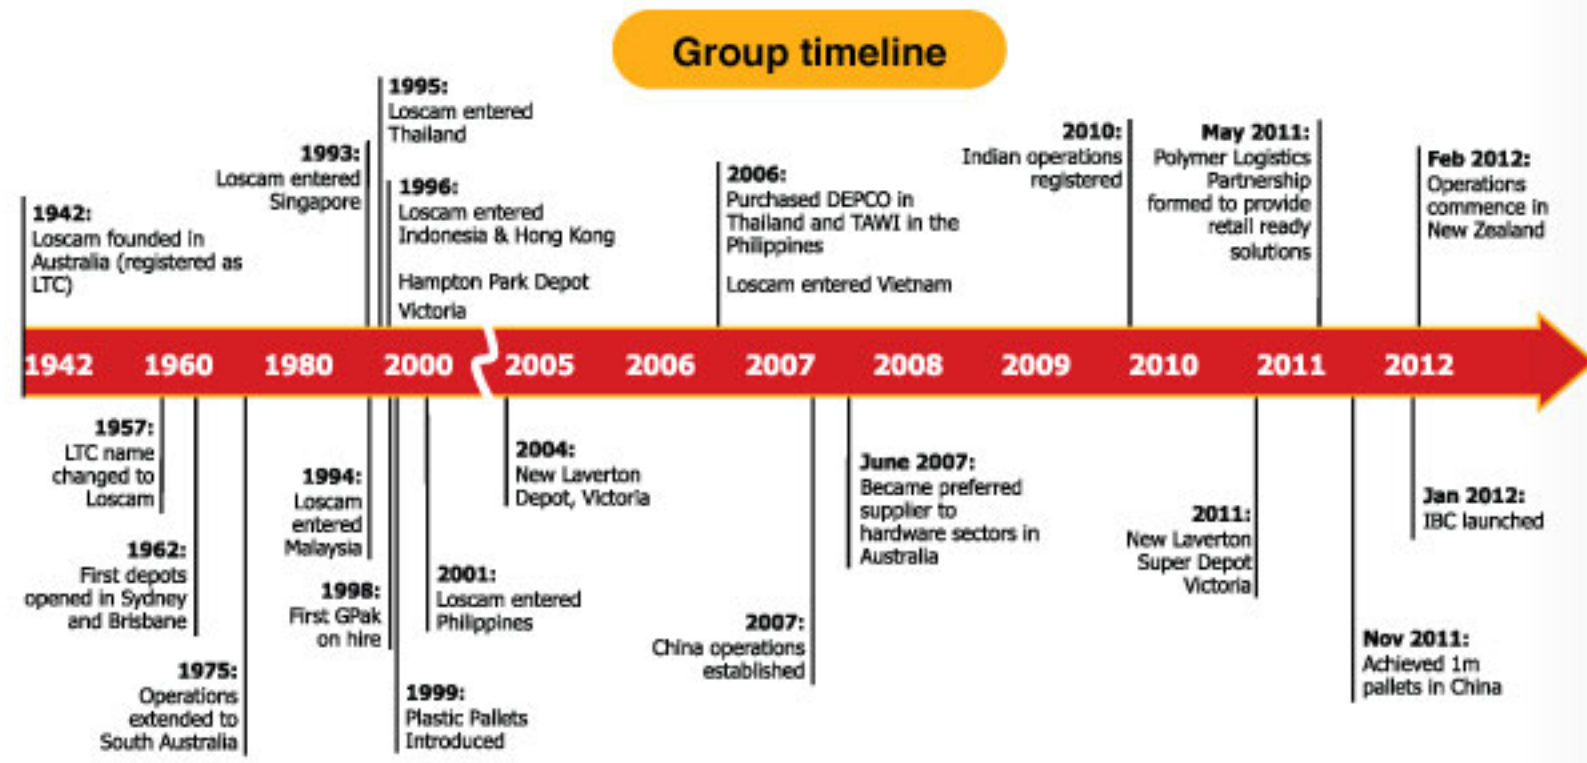 Group timeline
1995:
Loscam entered
Thailand
1993:
Loscam entered
Singapore
1996:
Loscam entered
Indonesia & Hong Kong
Hampton Park Depot
Victoria
1942:
Loscam founded in
Australia (registered as
LTC)
2006:
Purchased DEPCO in
Thailand and TAWI in the
Philippines
Loscam entered Vietnam
2010:
Indian operations
registered
May 2011:
Polymer Logistics
Partnership
formed to provide
retail ready
solutions
Feb 2012:
Operations
commence in
New Zealand
1942 1960 1980 2000 2005 2006 2007 2008 2009 2010 2011 2012
1957:
LTC name
changed to
Loscam
1962:
First depots
opened in Sydney
and Brisbane
1975:
Operations
extended to
South Australia
1994:
Loscam
entered
Malaysia
1998:
First GPak
on hire
1999:
Plastic Pallets
Introduced
2001:
Loscam entered
Philippines
2004:
New Laverton
Depot, Victoria
2007:
China operations
established
June 2007:
Became preferred
supplier to
hardware sectors in
Australia
2011:
New Laverton
Super Depot
Victoria
Nov 2011:
Achieved 1m
pallets in China
Jan 2012:
IBC launched